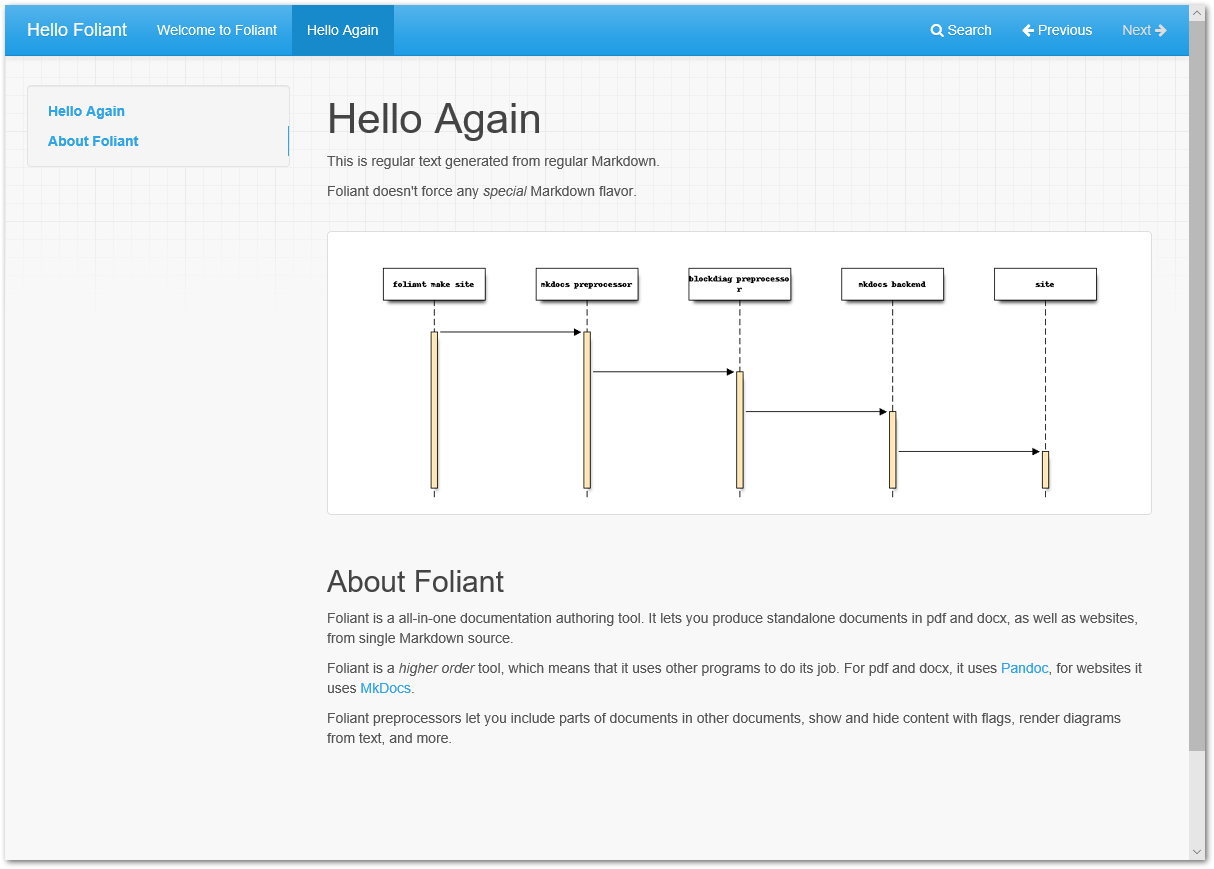 Hello Foliant Welcome to Foliant Hello Again Search Previous Next
Hello Again
About Foliant
Hello Again
This is regular text generated from regular Markdown.
Foliant doesn't force any special Markdown flavor.
foliant make site
mkdocs preprocessor
blockdiag preprocesso
r
mkdocs backend
site
About Foliant
Foliant is a all-in-one documentation authoring tool. It lets you produce standalone documents in pdf and docx, as well as websites,
from single Markdown source.
Foliant is a higher order tool, which means that it uses other programs to do its job. For pdf and docx, it uses Pandoc, for websites it
uses MkDocs.
Foliant preprocessors let you include parts of documents in other documents, show and hide content with flags, render diagrams
from text, and more.